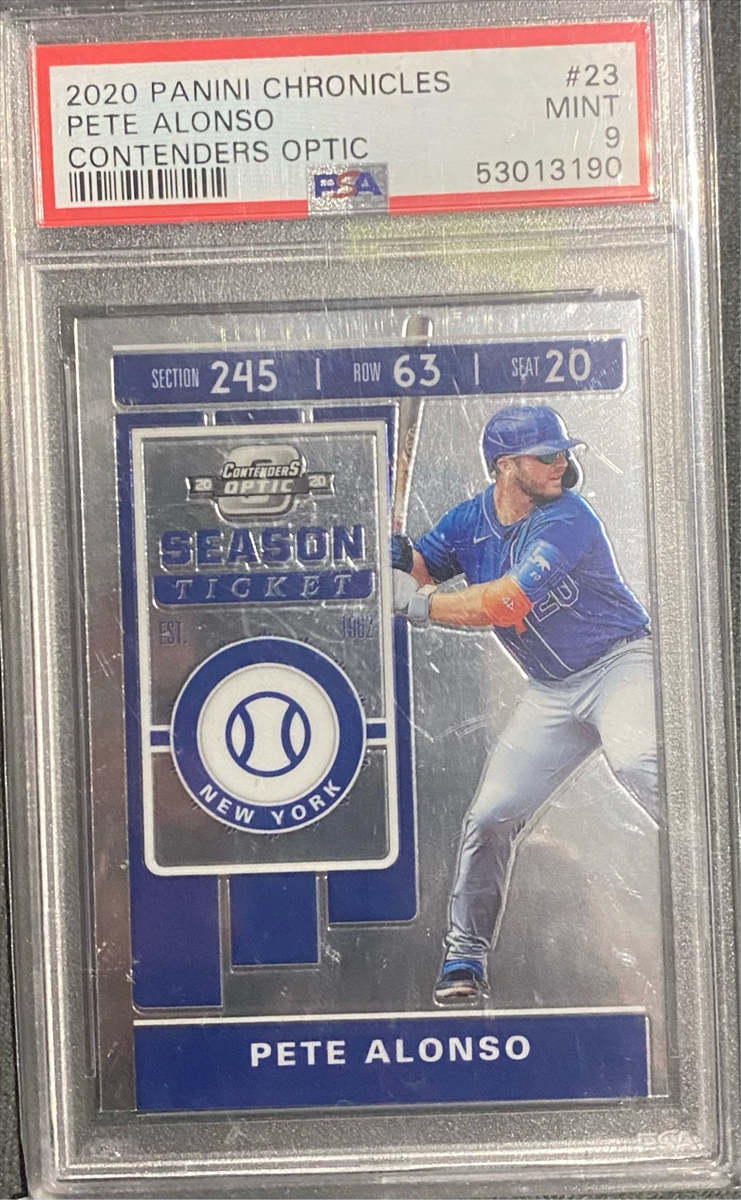 2020 PANINI CHRONICLES #23
PETE ALONSO MINT
CONTENDERS OPTIC 9
PSA 53013190
SECTION 245 | ROW 63 | SEAT 20
CONTENDERS
20 OPTIC 20
SEASON
TICKET
EST. 1962
NEW YORK
PETE ALONSO
PSA